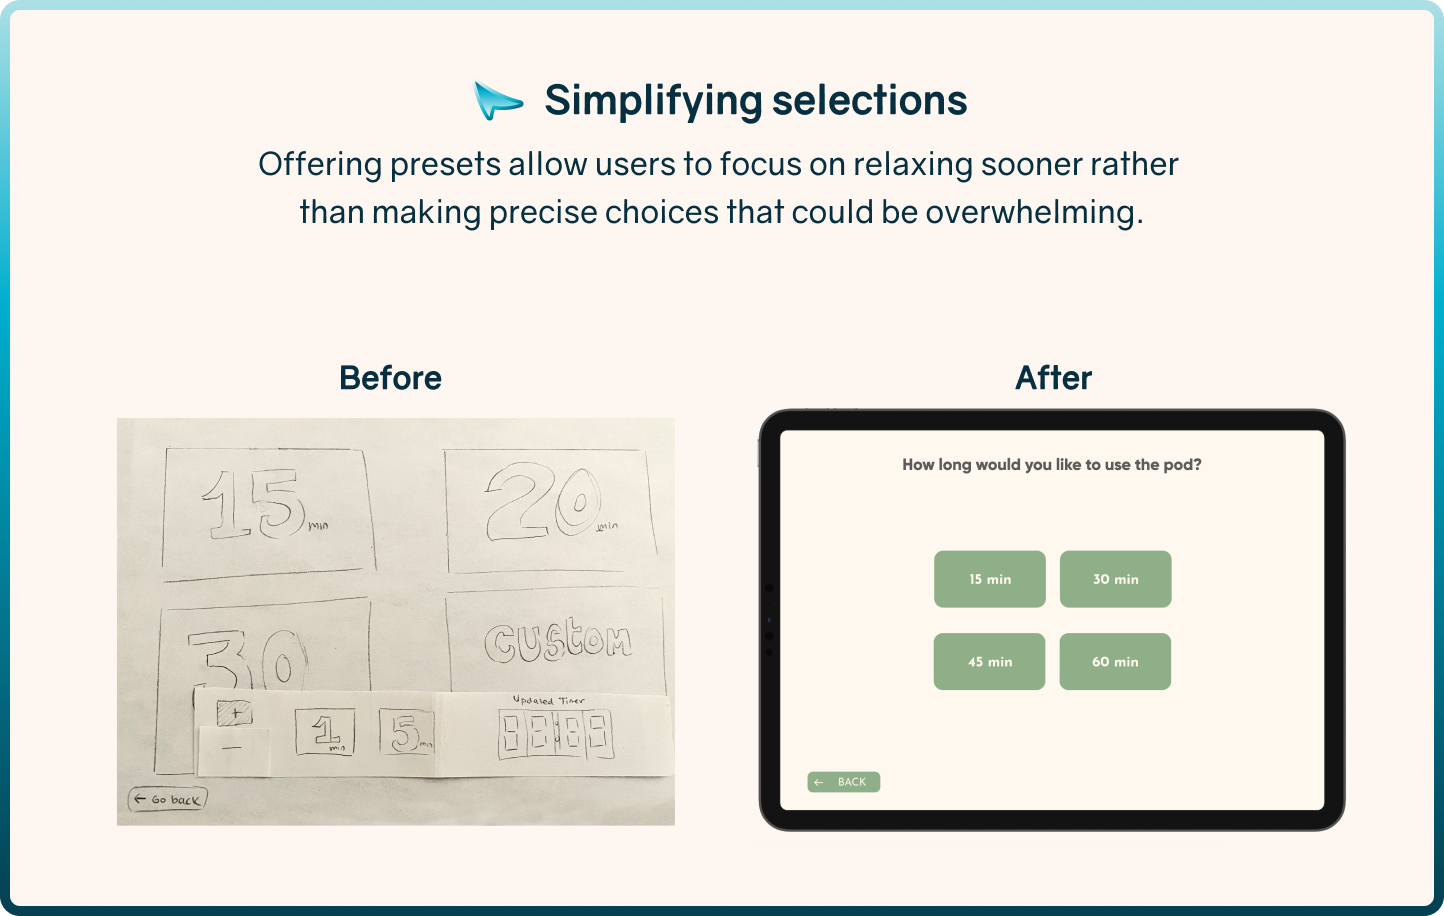 Simplifying selections
Offering presets allow users to focus on relaxing sooner rather
than making precise choices that could be overwhelming.
Before
15 min
20 min
30
Custom
+
Updated Timer
1 min
5 min
88:88
—
← Go back
After
How long would you like to use the pod?
15 min
30 min
45 min
60 min
← BACK